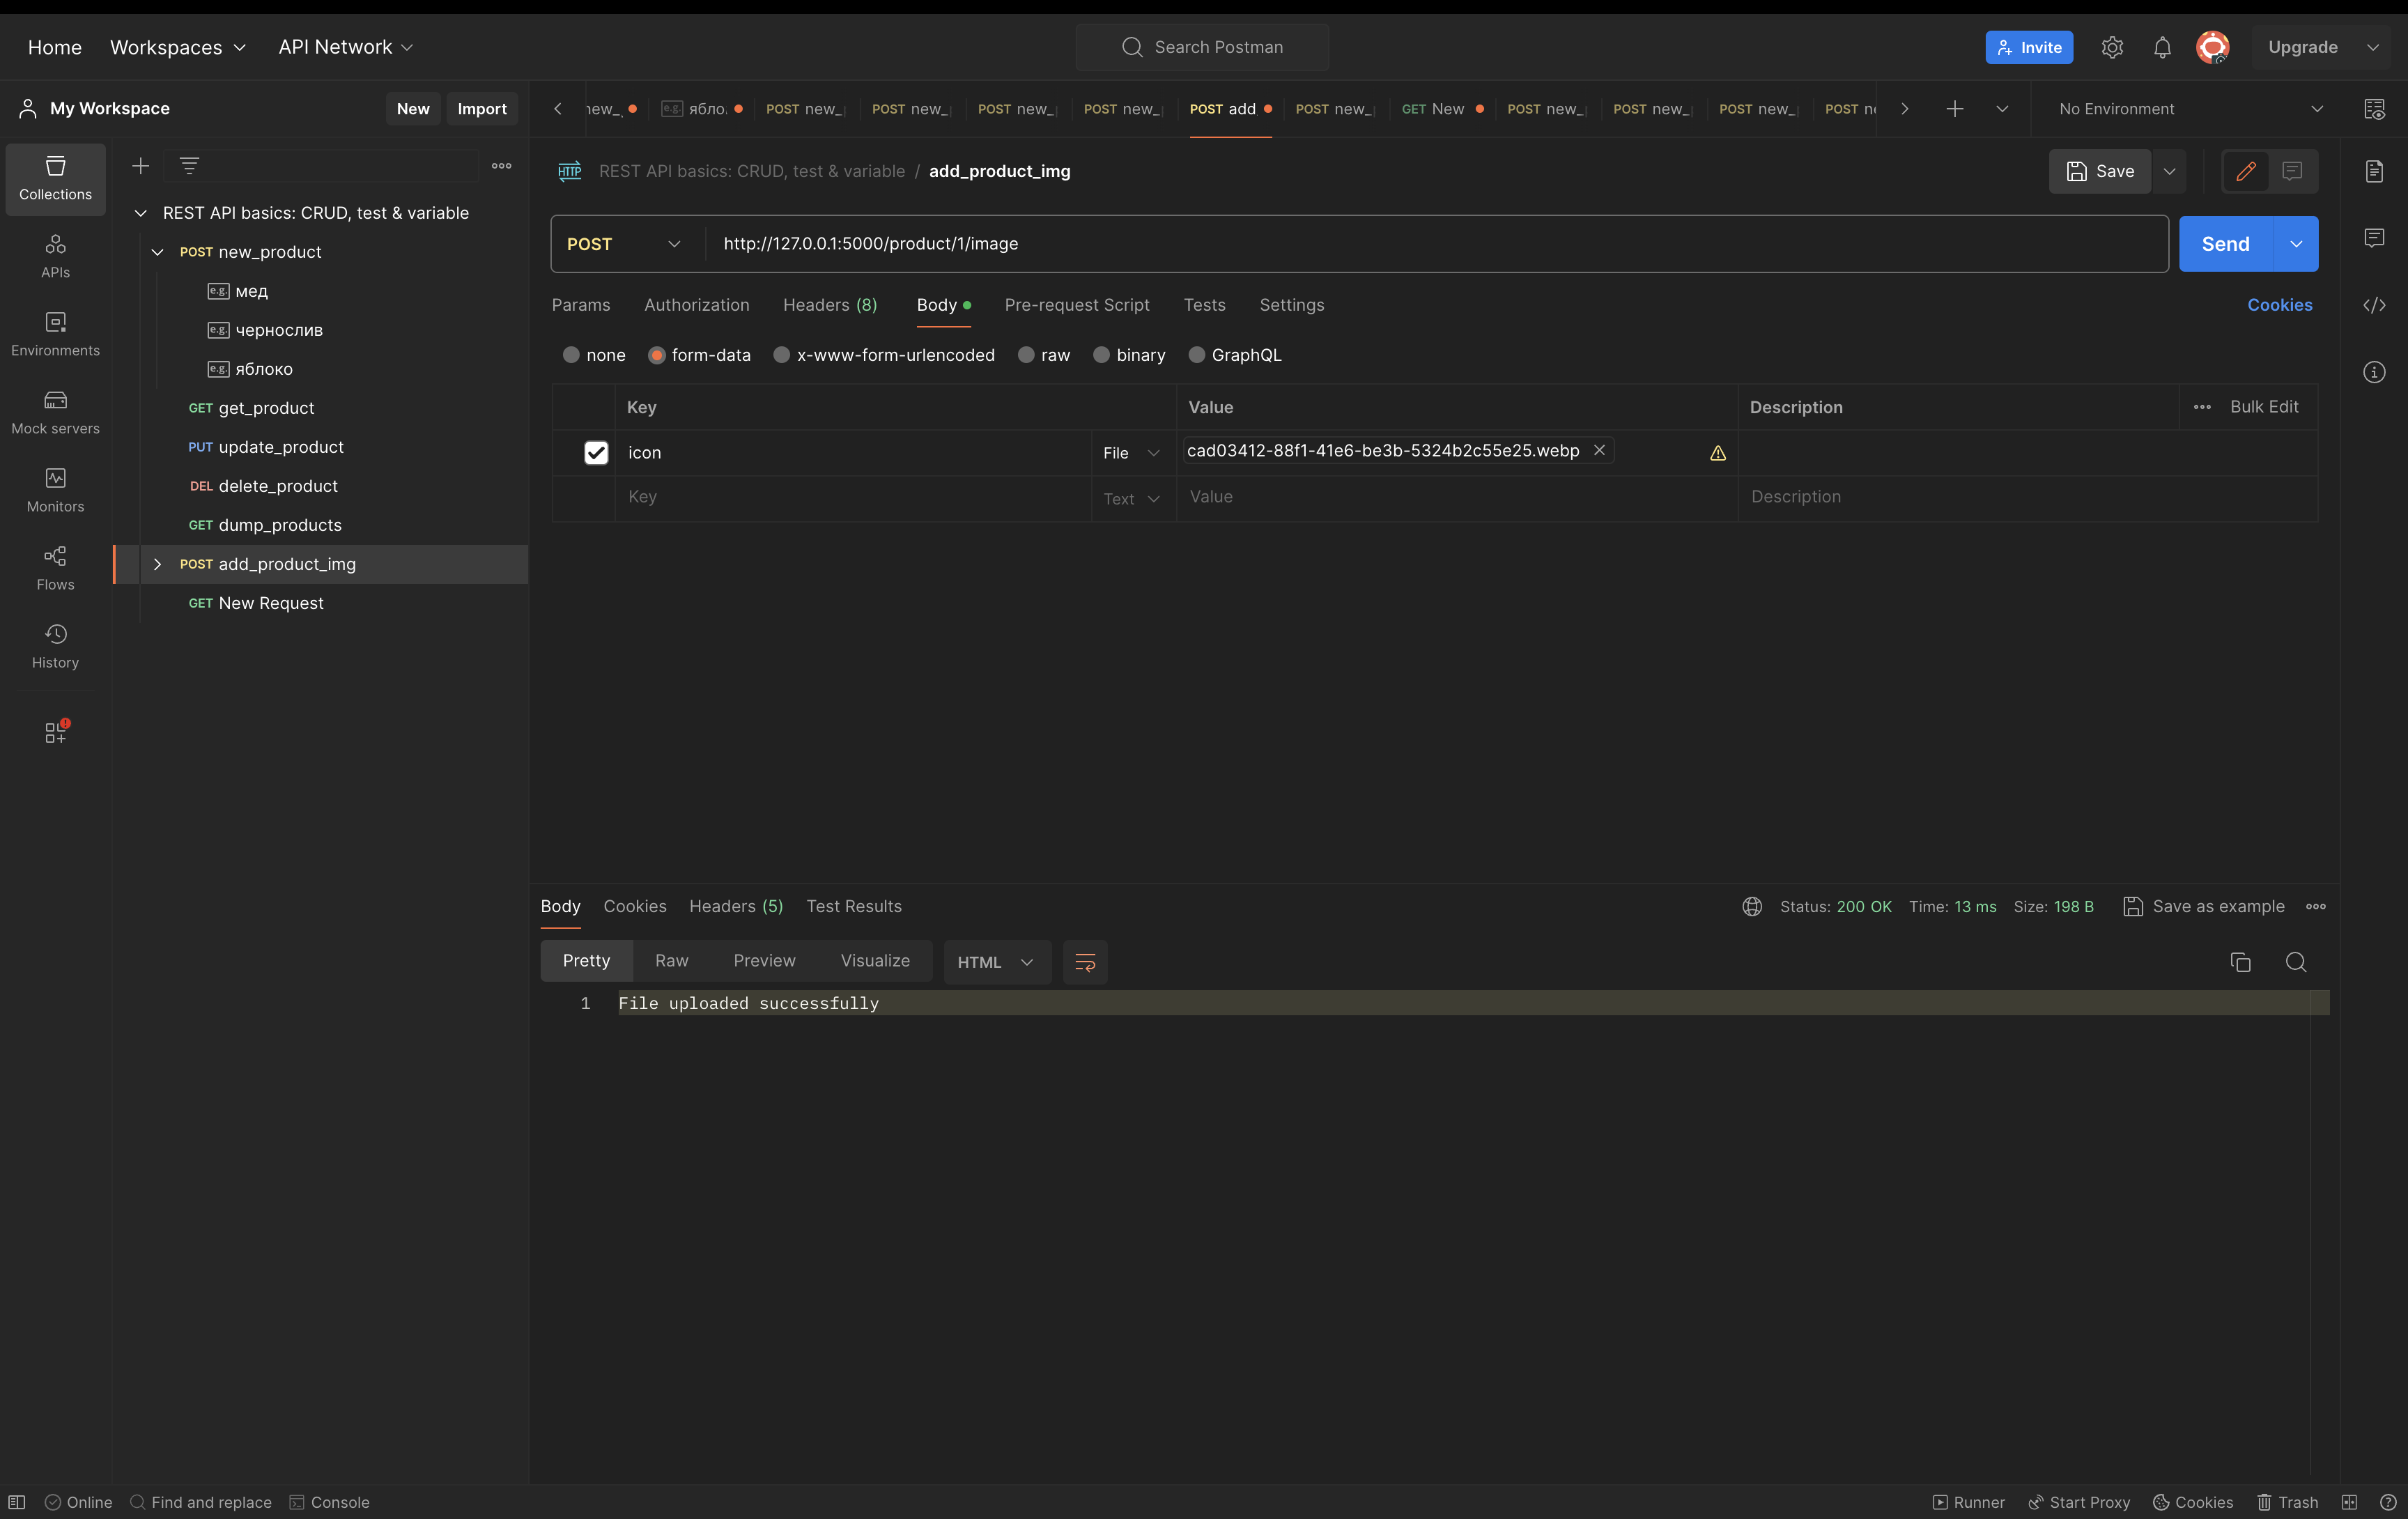 Home Workspaces API Network Search Postman Invite Upgrade
My Workspace New Import
new_ ябло. POST new_ POST new_ POST new_ POST new_ POST add POST new_ GET New POST new_ POST new_ POST new_ POST No Environment
Collections
APIs
Environments
Mock servers
Monitors
Flows
History
REST API basics: CRUD, test & variable
POST new_product
e.g. мед
e.g. чернослив
e.g. яблоко
GET get_product
PUT update_product
DEL delete_product
GET dump_products
POST add_product_img
GET New Request
HTTP REST API basics: CRUD, test & variable / add_product_img Save
POST http://127.0.0.1:5000/product/1/image Send
Params Authorization Headers (8) Body Pre-request Script Tests Settings Cookies
none form-data x-www-form-urlencoded raw binary GraphQL
Key Value Description Bulk Edit
icon File cad03412-88f1-41e6-be3b-5324b2c55e25.webp
Key Text Value Description
Body Cookies Headers (5) Test Results Status: 200 OK Time: 13 ms Size: 198 B Save as example
Pretty Raw Preview Visualize HTML
1 File uploaded successfully
Online Find and replace Console Runner Start Proxy Cookies Trash